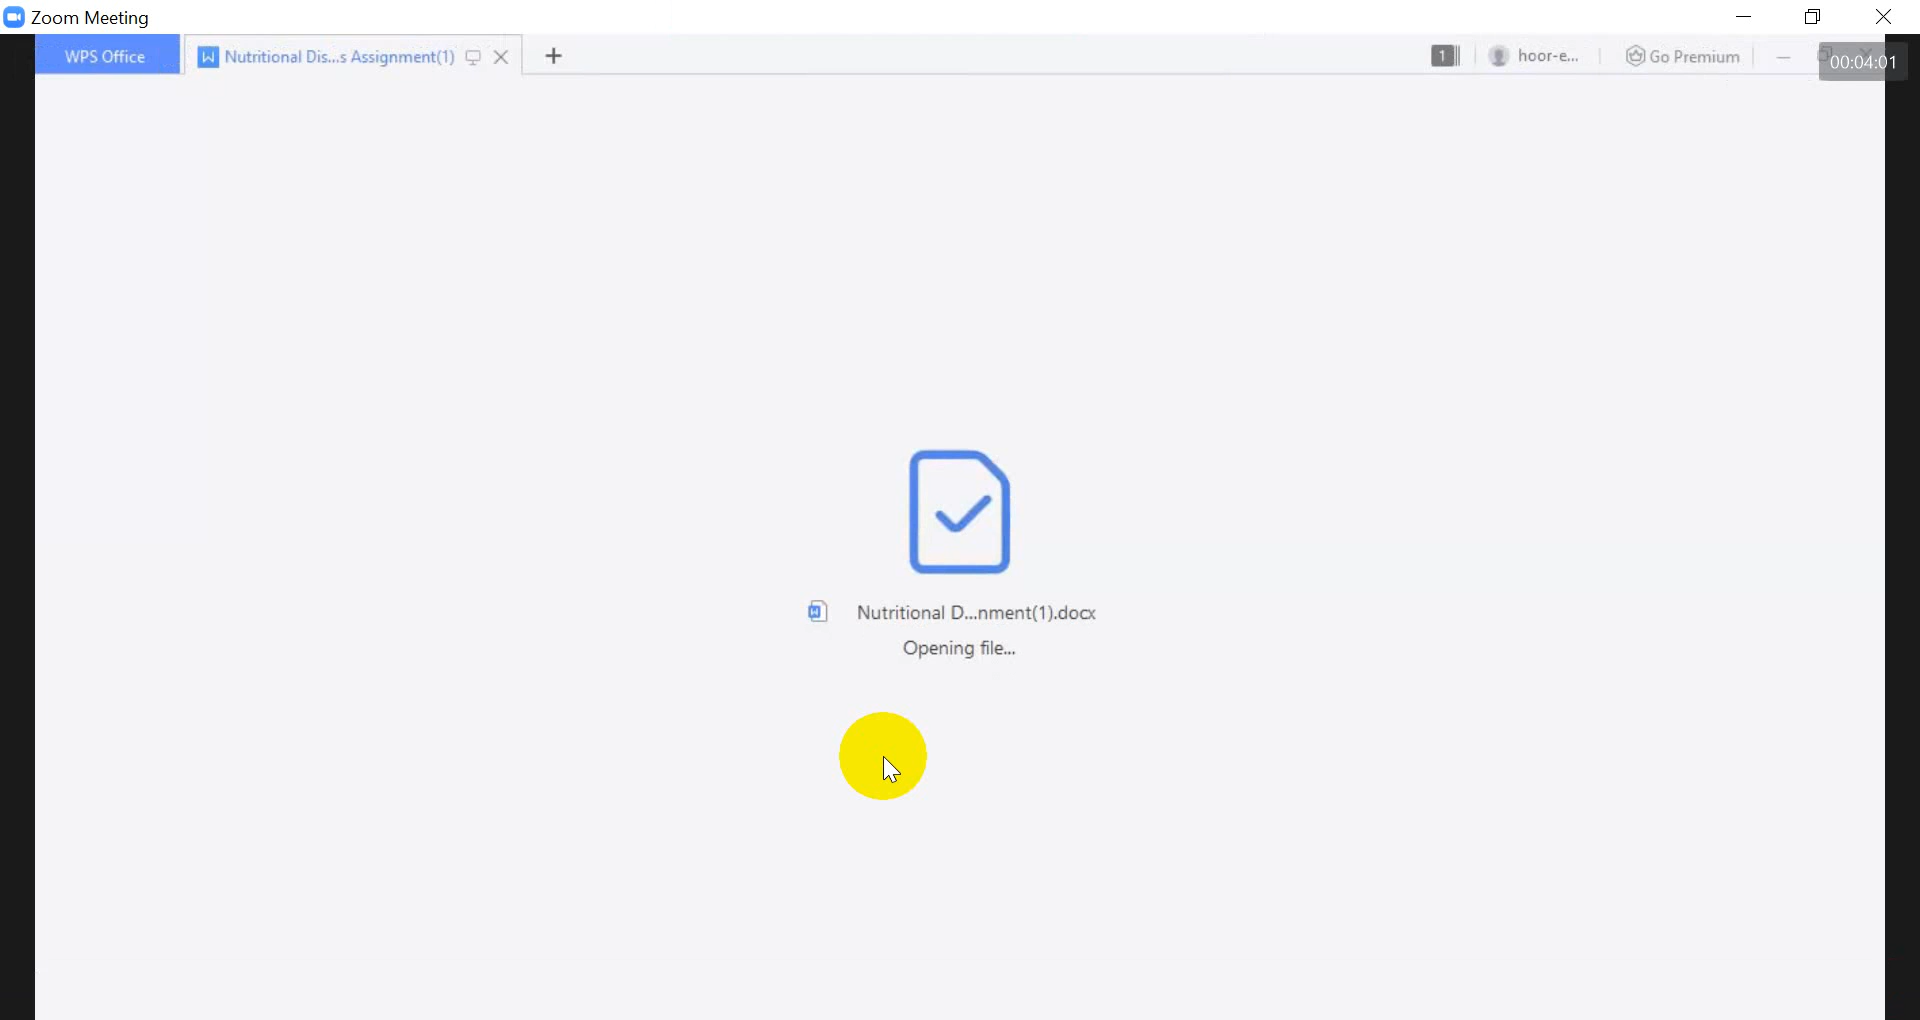 Zoom Meeting
WPS Office
Nutritional Dis...s Assignment(1)
1
hoor-e...
Go Premium
00:04:01
Nutritional D...nment(1).docx
Opening file...